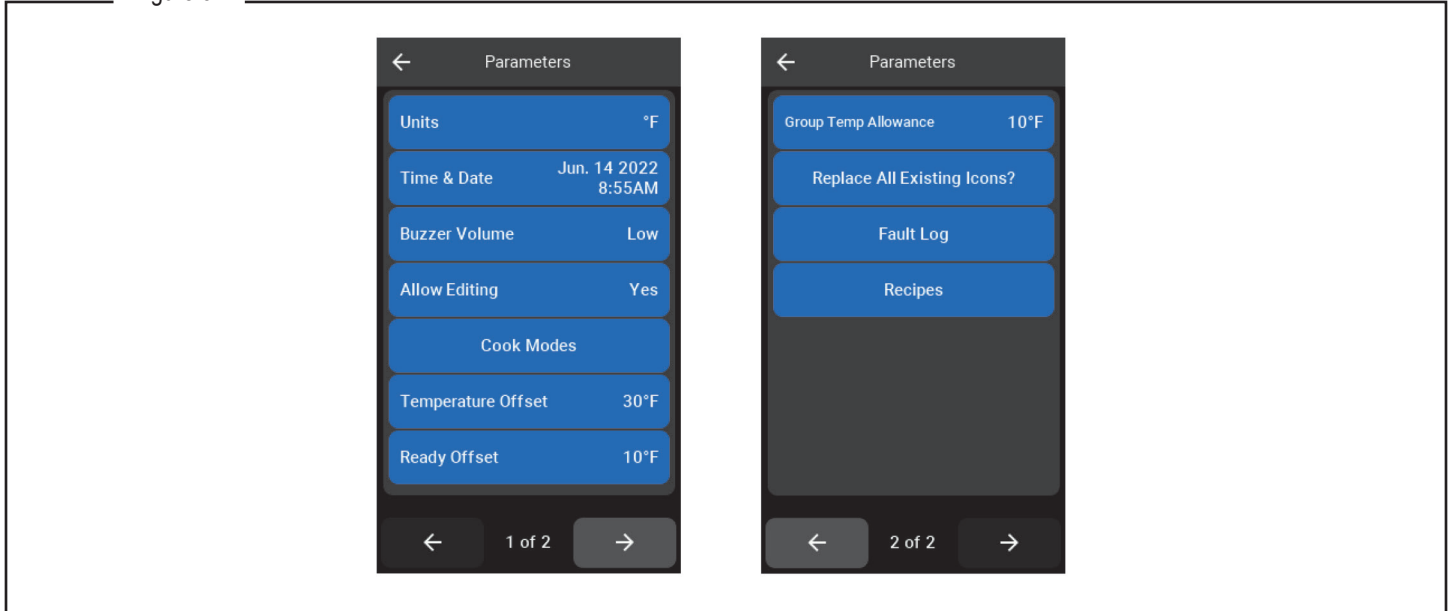 Parameters
Units °F
Time & Date Jun. 14 2022
8:55AM
Buzzer Volume Low
Allow Editing Yes
Cook Modes
Temperature Offset 30°F
Ready Offset 10°F
1 of 2
Parameters
Group Temp Allowance 10°F
Replace All Existing Icons?
Fault Log
Recipes
2 of 2